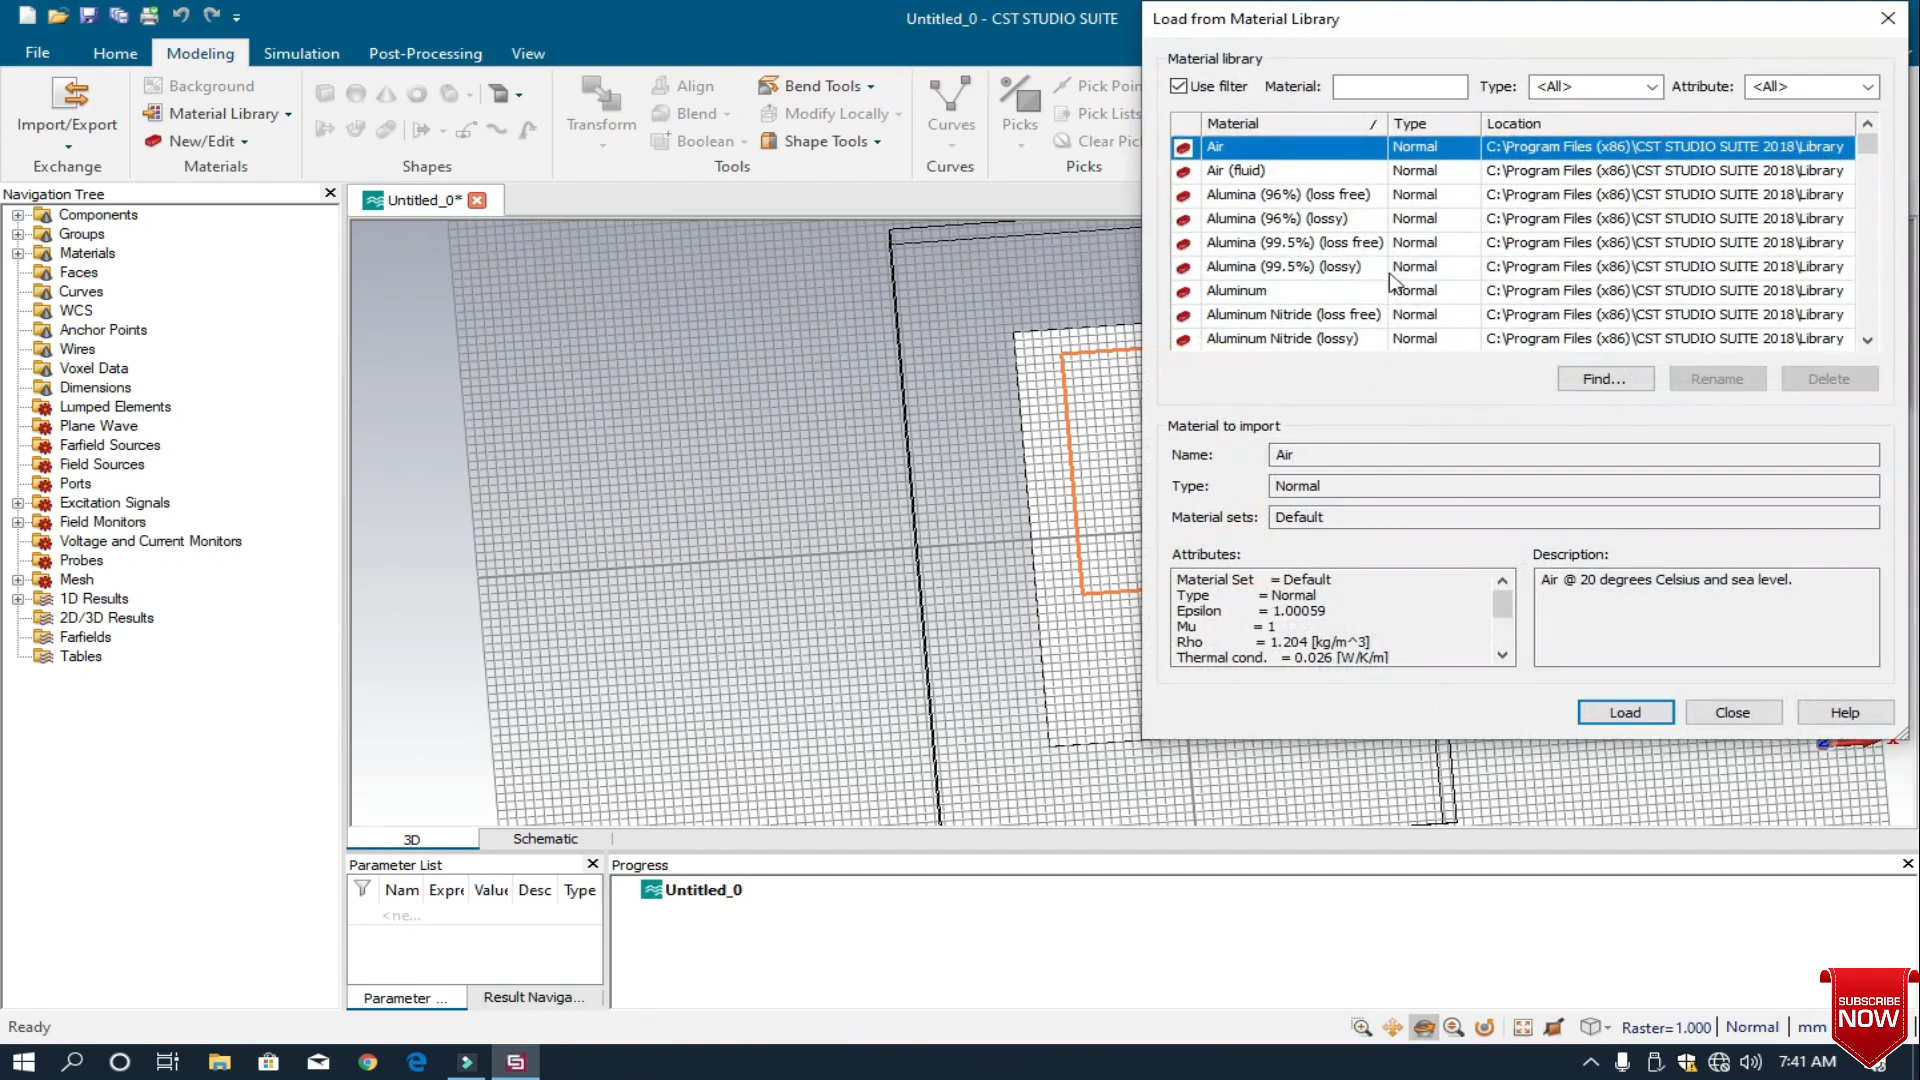 Untitled_0 - CST STUDIO SUITE
File
Home
Modeling
Simulation
Post-Processing
View
Import/Export
Exchange
Background
Material Library
New/Edit
Materials
Shapes
Transform
Align
Blend
Boolean
Bend Tools
Modify Locally
Shape Tools
Tools
Curves
Curves
Picks
Pick Lists
Picks
Navigation Tree
Components
Groups
Materials
Faces
Curves
WCS
Anchor Points
Wires
Voxel Data
Dimensions
Lumped Elements
Plane Wave
Farfield Sources
Field Sources
Ports
Excitation Signals
Field Monitors
Voltage and Current Monitors
Probes
Mesh
1D Results
2D/3D Results
Farfields
Tables
Untitled_0*
Load from Material Library
Material library
Use filter Material: Type: <All> Attribute: <All>
Material / Type Location
Air Normal C:\Program Files (x86)\CST STUDIO SUITE 2018\Library
Air (fluid) Normal C:\Program Files (x86)\CST STUDIO SUITE 2018\Library
Alumina (96%) (loss free) Normal C:\Program Files (x86)\CST STUDIO SUITE 2018\Library
Alumina (96%) (lossy) Normal C:\Program Files (x86)\CST STUDIO SUITE 2018\Library
Alumina (99.5%) (loss free) Normal C:\Program Files (x86)\CST STUDIO SUITE 2018\Library
Alumina (99.5%) (lossy) Normal C:\Program Files (x86)\CST STUDIO SUITE 2018\Library
Aluminum Normal C:\Program Files (x86)\CST STUDIO SUITE 2018\Library
Aluminum Nitride (loss free) Normal C:\Program Files (x86)\CST STUDIO SUITE 2018\Library
Aluminum Nitride (lossy) Normal C:\Program Files (x86)\CST STUDIO SUITE 2018\Library
Find... Rename Delete
Material to import
Name: Air
Type: Normal
Material sets: Default
Attributes:
Material Set = Default
Type = Normal
Epsilon = 1.00059
Mu = 1
Rho = 1.204 [kg/m^3]
Thermal cond. = 0.026 [W/K/m]
Description:
Air @ 20 degrees Celsius and sea level.
Load Close Help
3D Schematic
Parameter List
Nam Expre Value Desc Type
<ne...
Parameter ... Result Naviga...
Progress
Untitled_0
Ready
Raster=1.000 Normal mm
SUBSCRIBE
NOW
7:41 AM